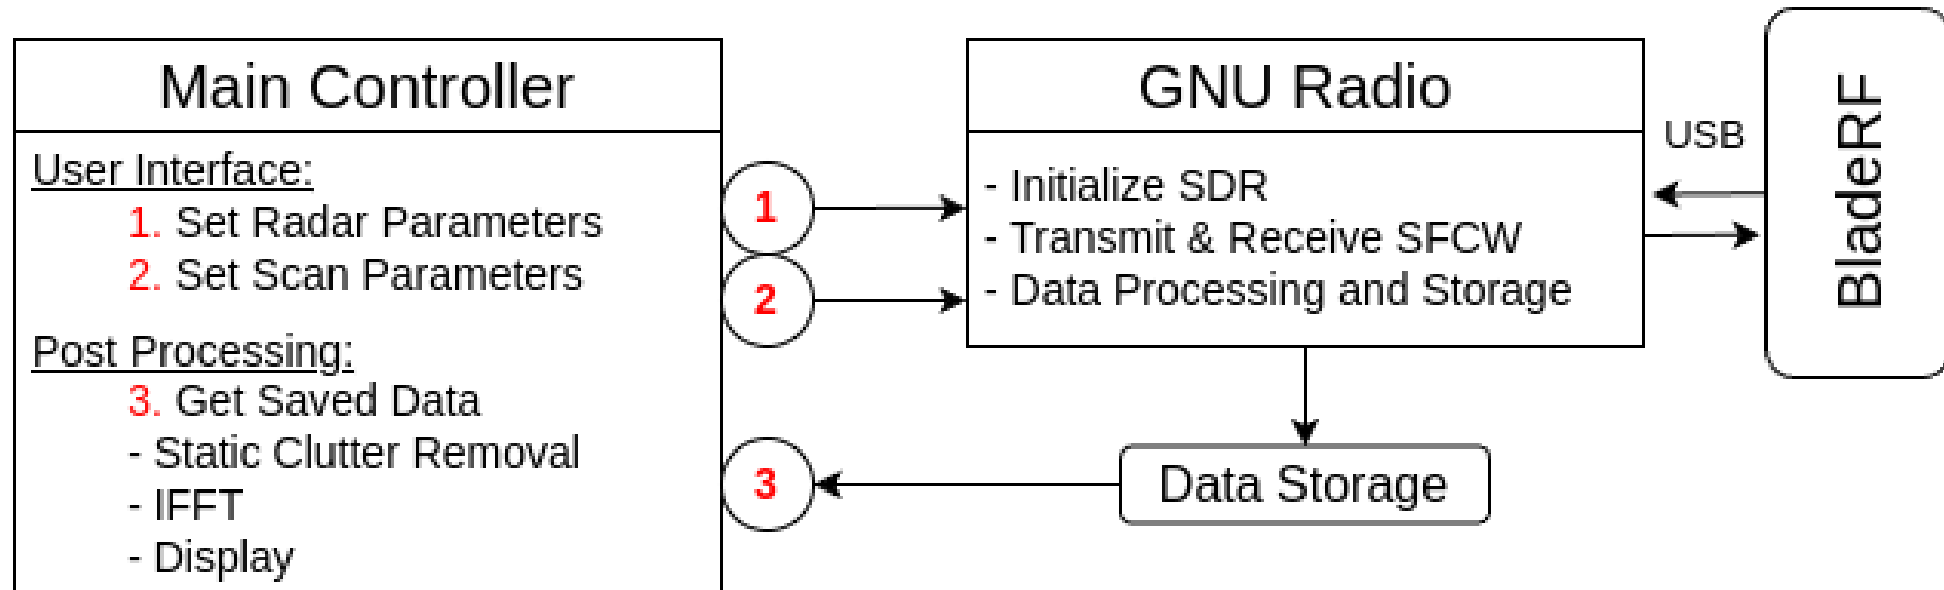 Main Controller
User Interface:
1. Set Radar Parameters
2. Set Scan Parameters
Post Processing:
3. Get Saved Data
- Static Clutter Removal
- IFFT
- Display
1
2
3
GNU Radio
- Initialize SDR
- Transmit & Receive SFCW
- Data Processing and Storage
Data Storage
USB
BladeRF